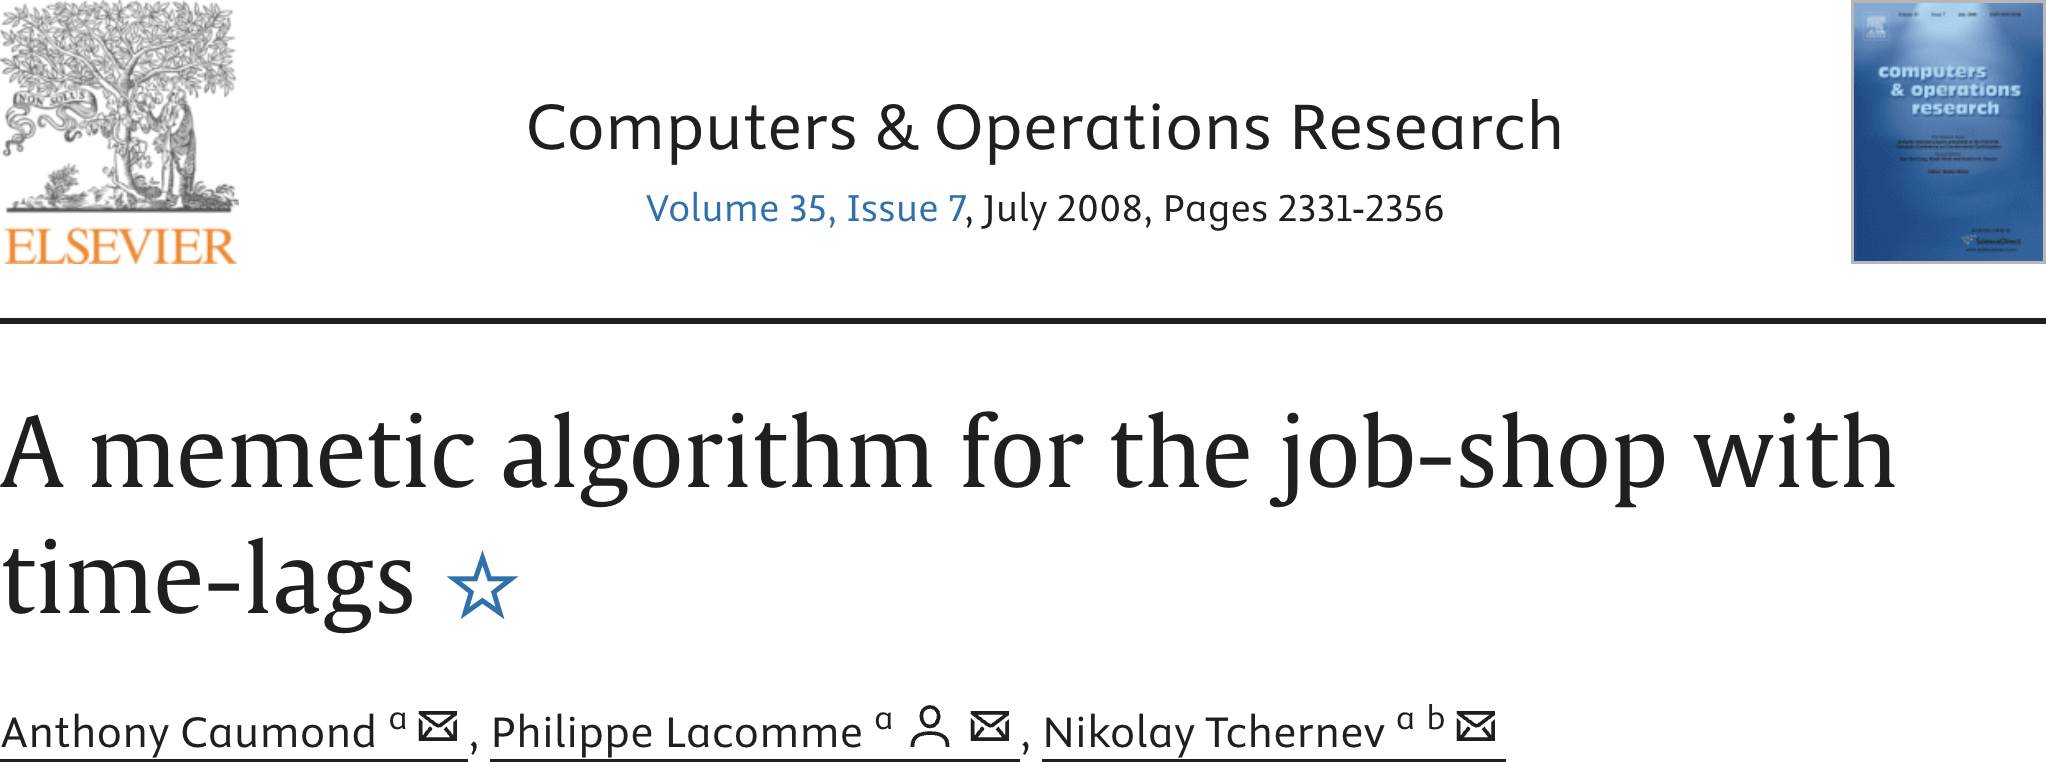 NON SOLUS
ELSEVIER
Computers & Operations Research
Volume 35, Issue 7, July 2008, Pages 2331-2356
computers
& operations
research
ScienceDirect
A memetic algorithm for the job-shop with
time-lags ☆
Anthony Caumond a, Philippe Lacomme a, Nikolay Tchernev a b